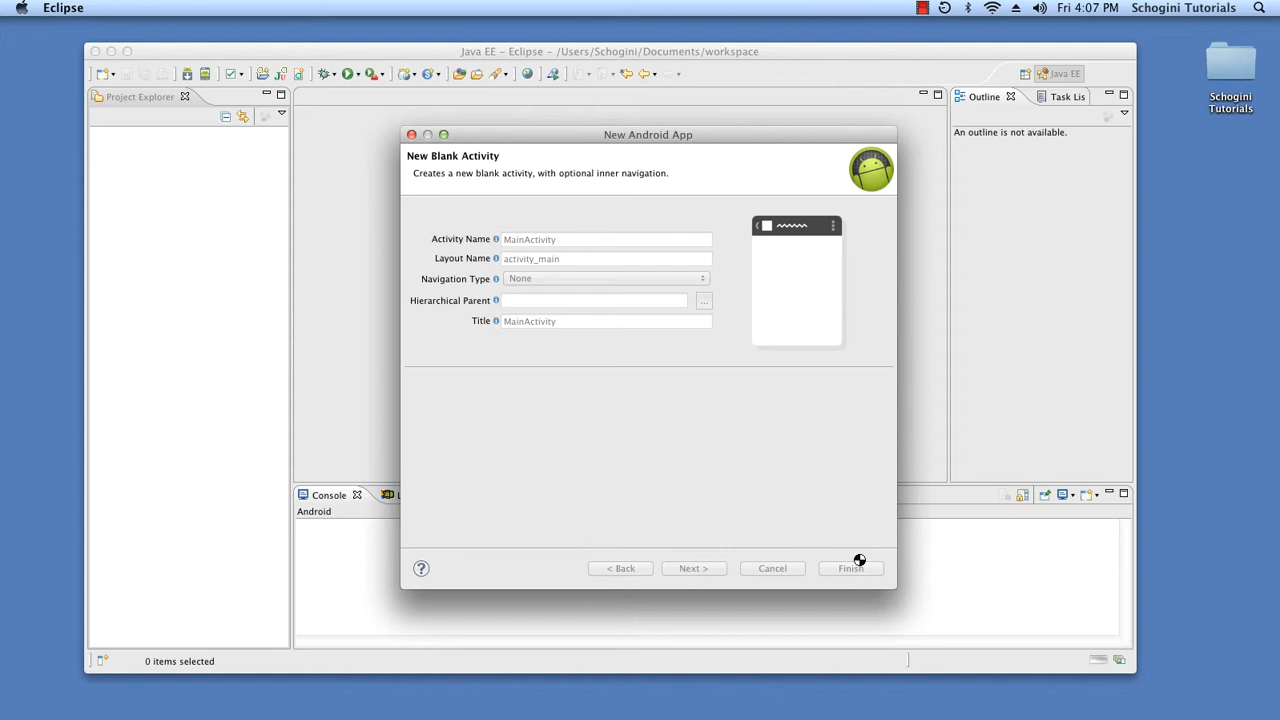 Eclipse
Fri 4:07 PM Schogini Tutorials
Java EE – Eclipse – /Users/Schogini/Documents/workspace
Java EE
Project Explorer
Outline Task Lis
An outline is not available.
Schogini
Tutorials
New Android App
New Blank Activity
Creates a new blank activity, with optional inner navigation.
Activity Name MainActivity
Layout Name activity_main
Navigation Type None
Hierarchical Parent ...
Title MainActivity
Console
Android
? < Back Next > Cancel Finish
0 items selected